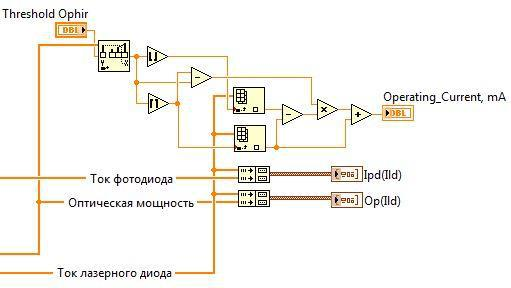 Threshold Ophir
DBL
Operating_Current, mA
DBL
Ток фотодиода
Ipd(Ild)
Оптическая мощность
Op(Ild)
Ток лазерного диода